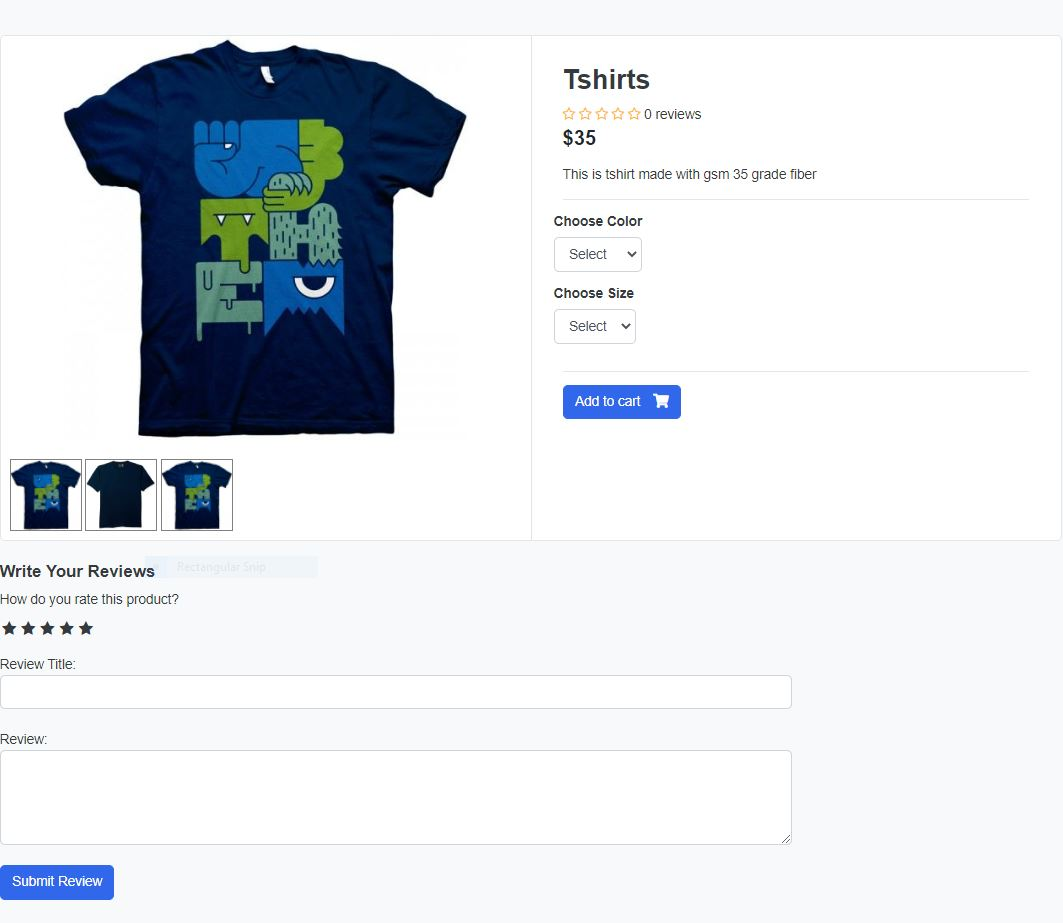 Tshirts
0 reviews
$35
This is tshirt made with gsm 35 grade fiber
Choose Color
Select
Choose Size
Select
Add to cart
THE
Write Your Reviews
Rectangular Snip
How do you rate this product?
Review Title:
Review:
Submit Review